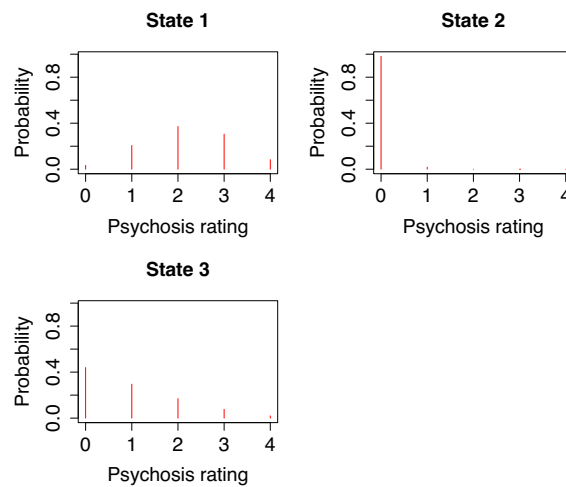 State 1
Probability
0.0 0.4 0.8
0 1 2 3 4
Psychosis rating
State 2
Probability
0.0 0.4 0.8
0 1 2 3 4
Psychosis rating
State 3
Probability
0.0 0.4 0.8
0 1 2 3 4
Psychosis rating